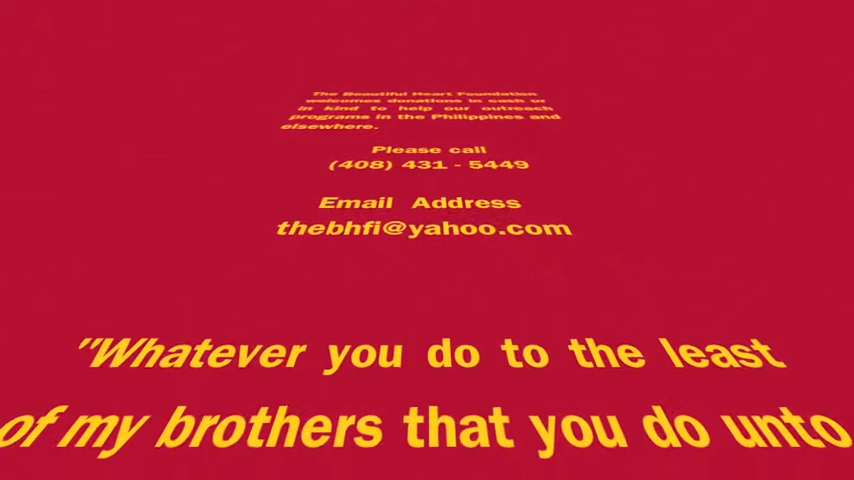 The Beautiful Heart Foundation
welcomes donations in cash or
in kind to help our outreach
programs in the Philippines and
elsewhere.
Please call
(408) 431 - 5449
Email Address
thebhfi@yahoo.com
"Whatever you do to the least
of my brothers that you do unto